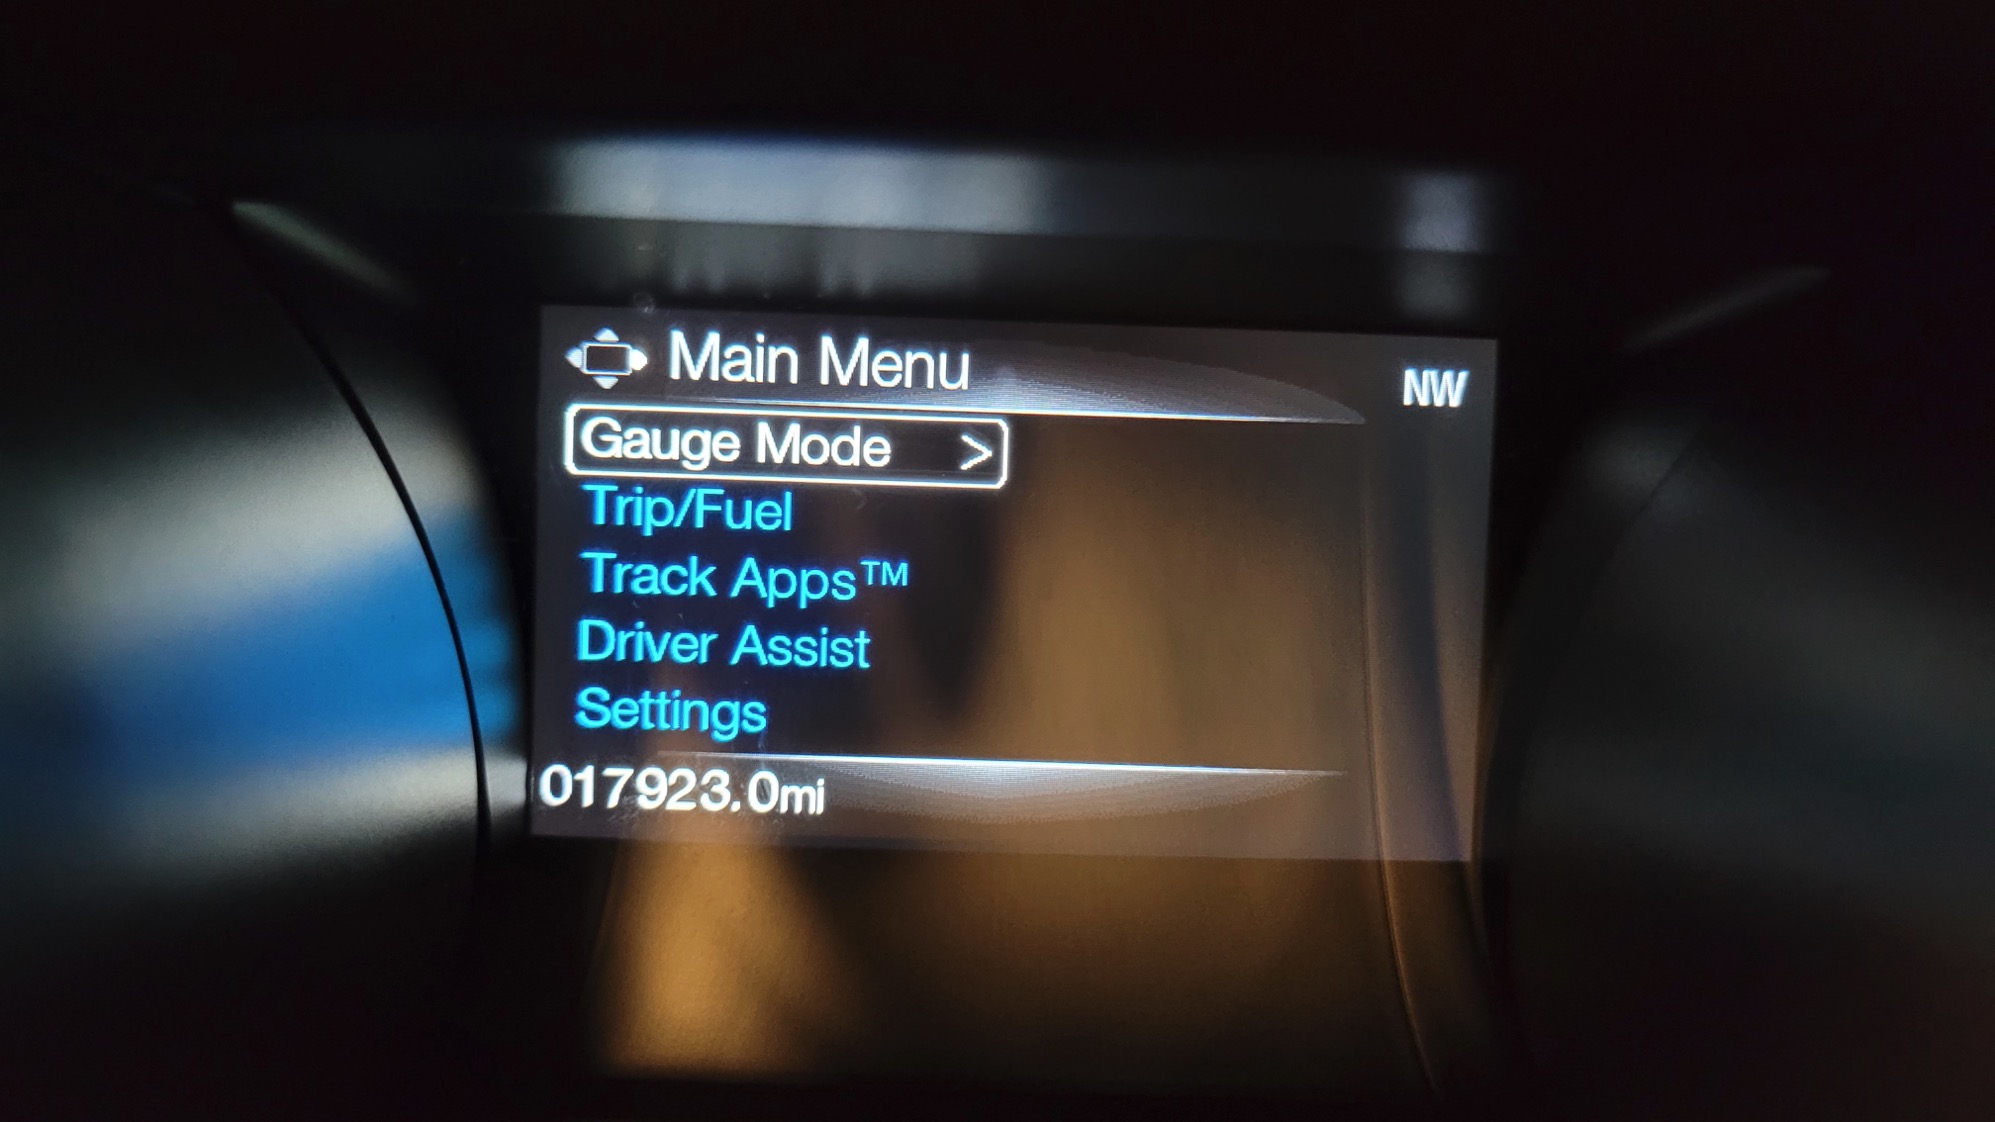 Main Menu
NW
Gauge Mode >
Trip/Fuel
Track Apps™
Driver Assist
Settings
017923.0mi